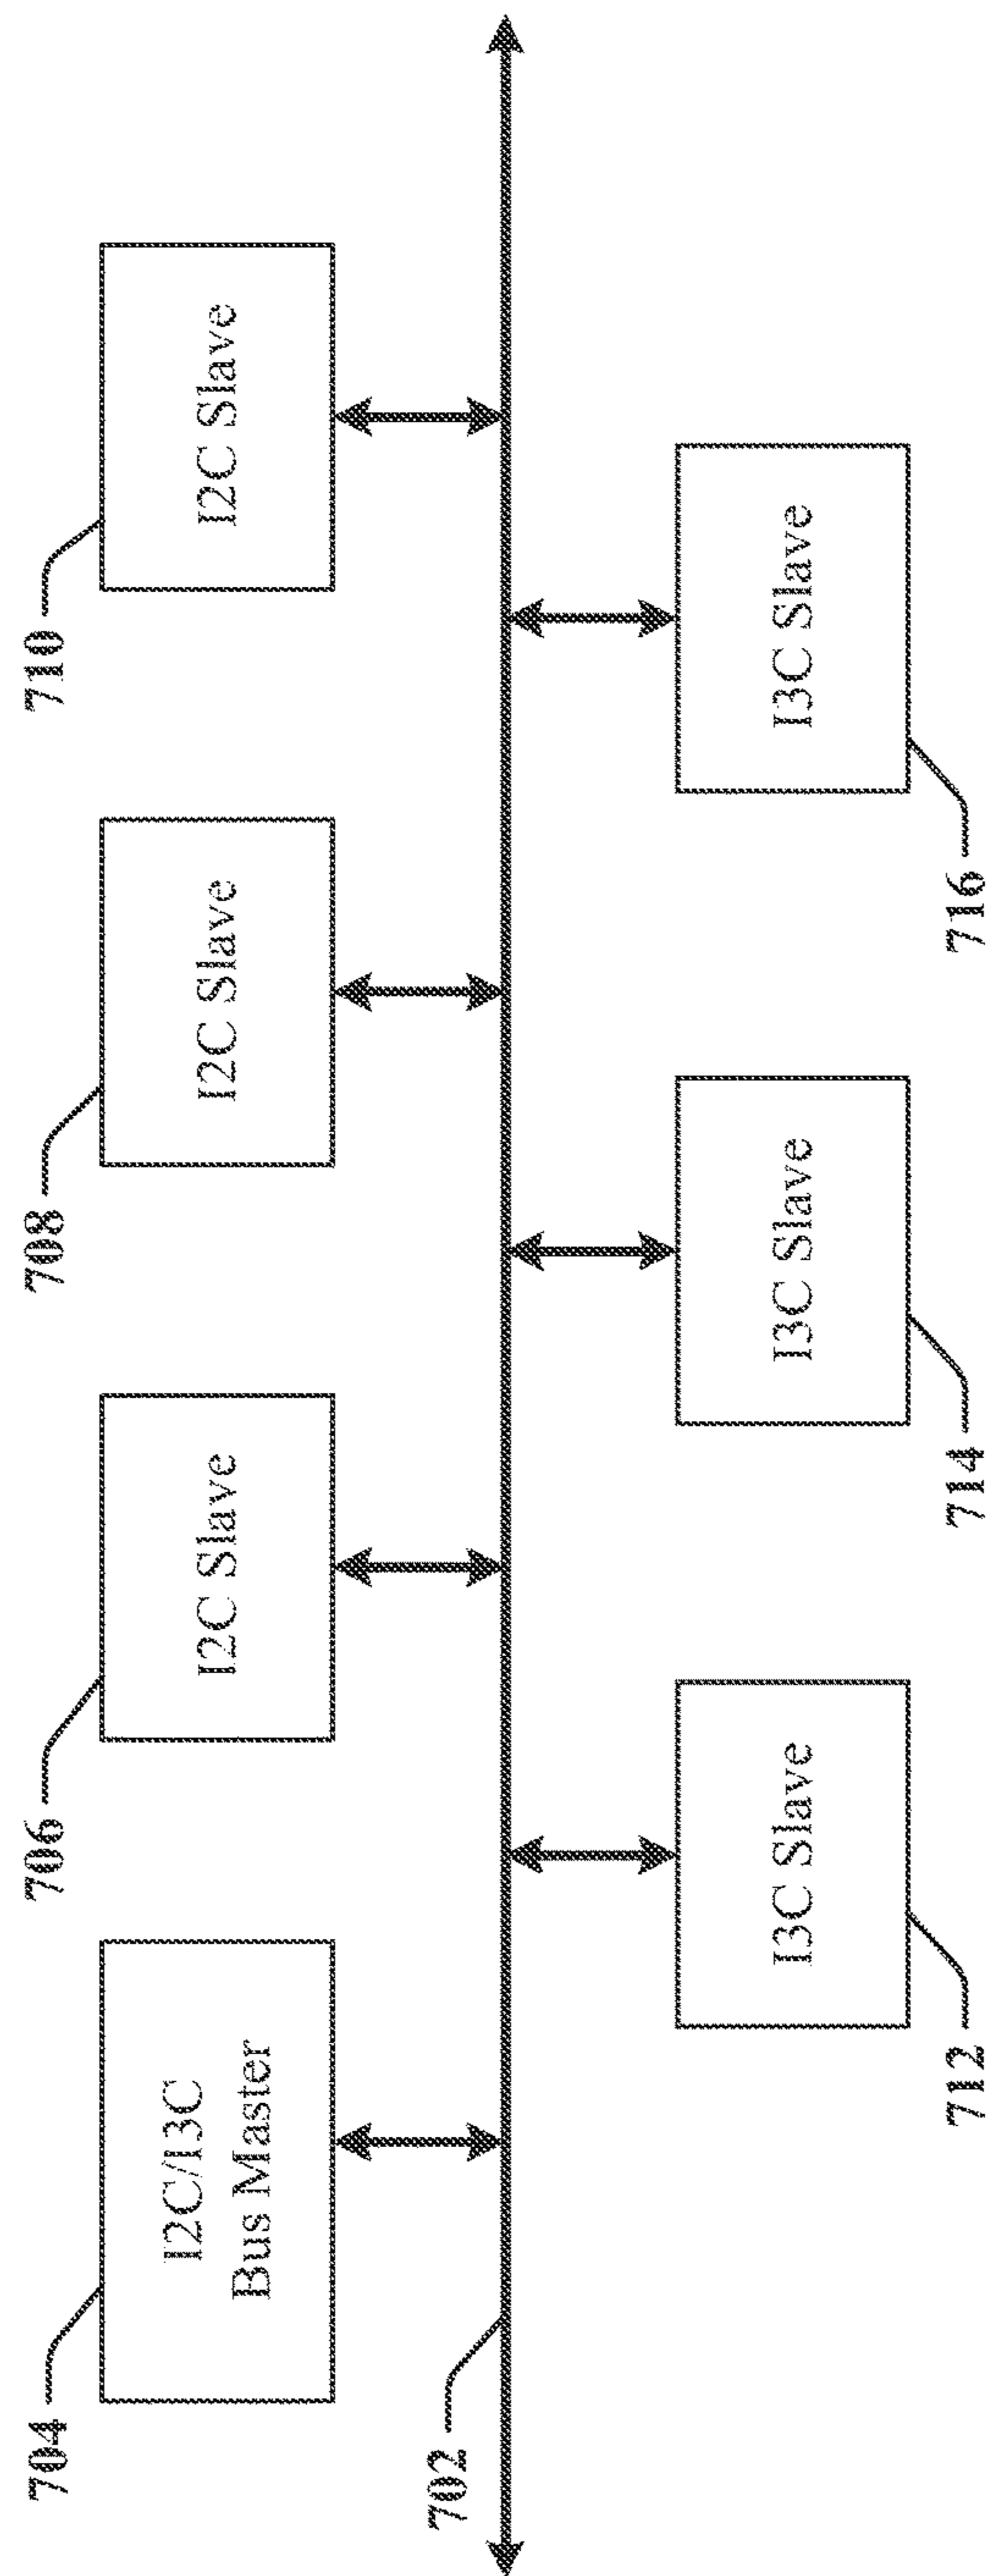 704
I2C/I3C
Bus Master
706
I2C Slave
708
I2C Slave
710
I2C Slave
702
712
I3C Slave
714
I3C Slave
716
I3C Slave